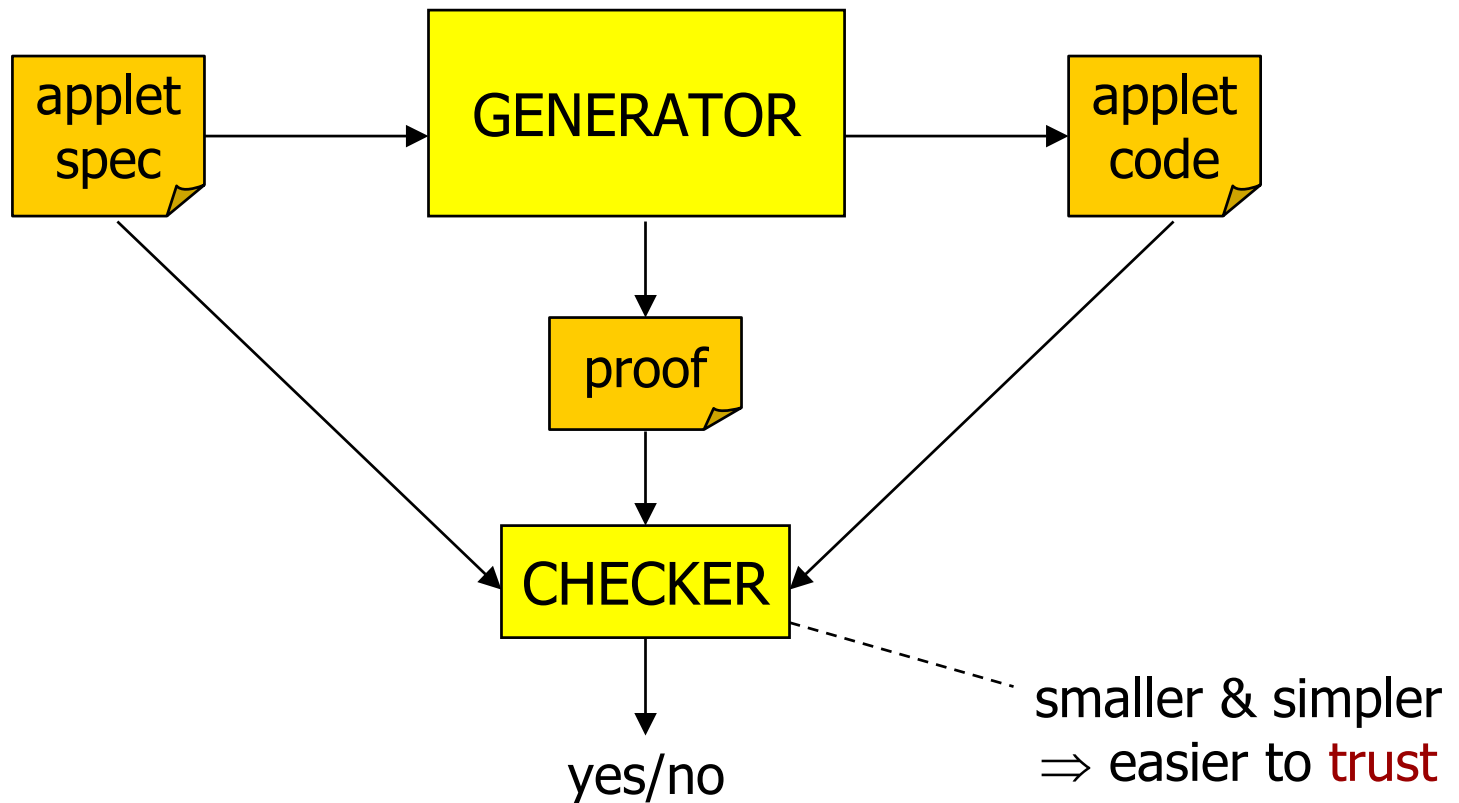 applet
spec
GENERATOR
applet
code
proof
CHECKER
smaller & simpler
⇒ easier to trust
yes/no